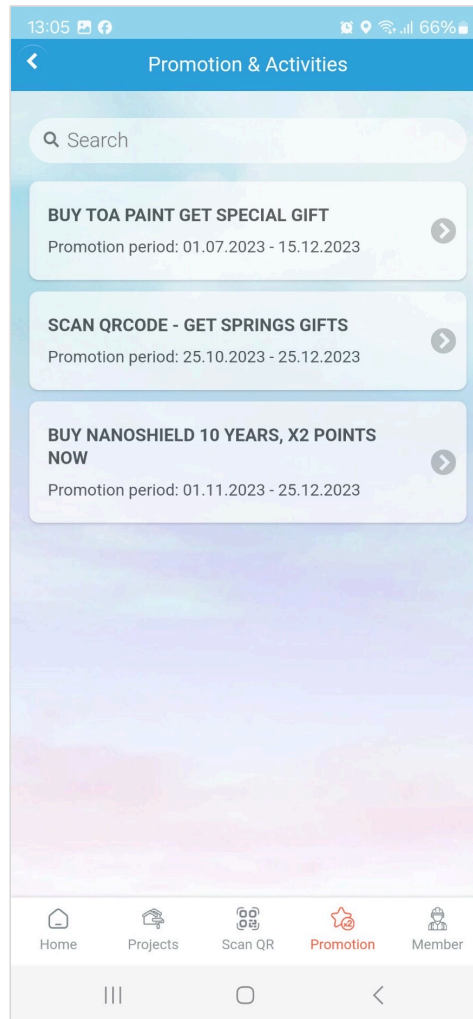 13:05 66%
Promotion & Activities
Search
BUY TOA PAINT GET SPECIAL GIFT
Promotion period: 01.07.2023 - 15.12.2023
SCAN QRCODE - GET SPRINGS GIFTS
Promotion period: 25.10.2023 - 25.12.2023
BUY NANOSHIELD 10 YEARS, X2 POINTS
NOW
Promotion period: 01.11.2023 - 25.12.2023
x2
Home Projects Scan QR Promotion Member